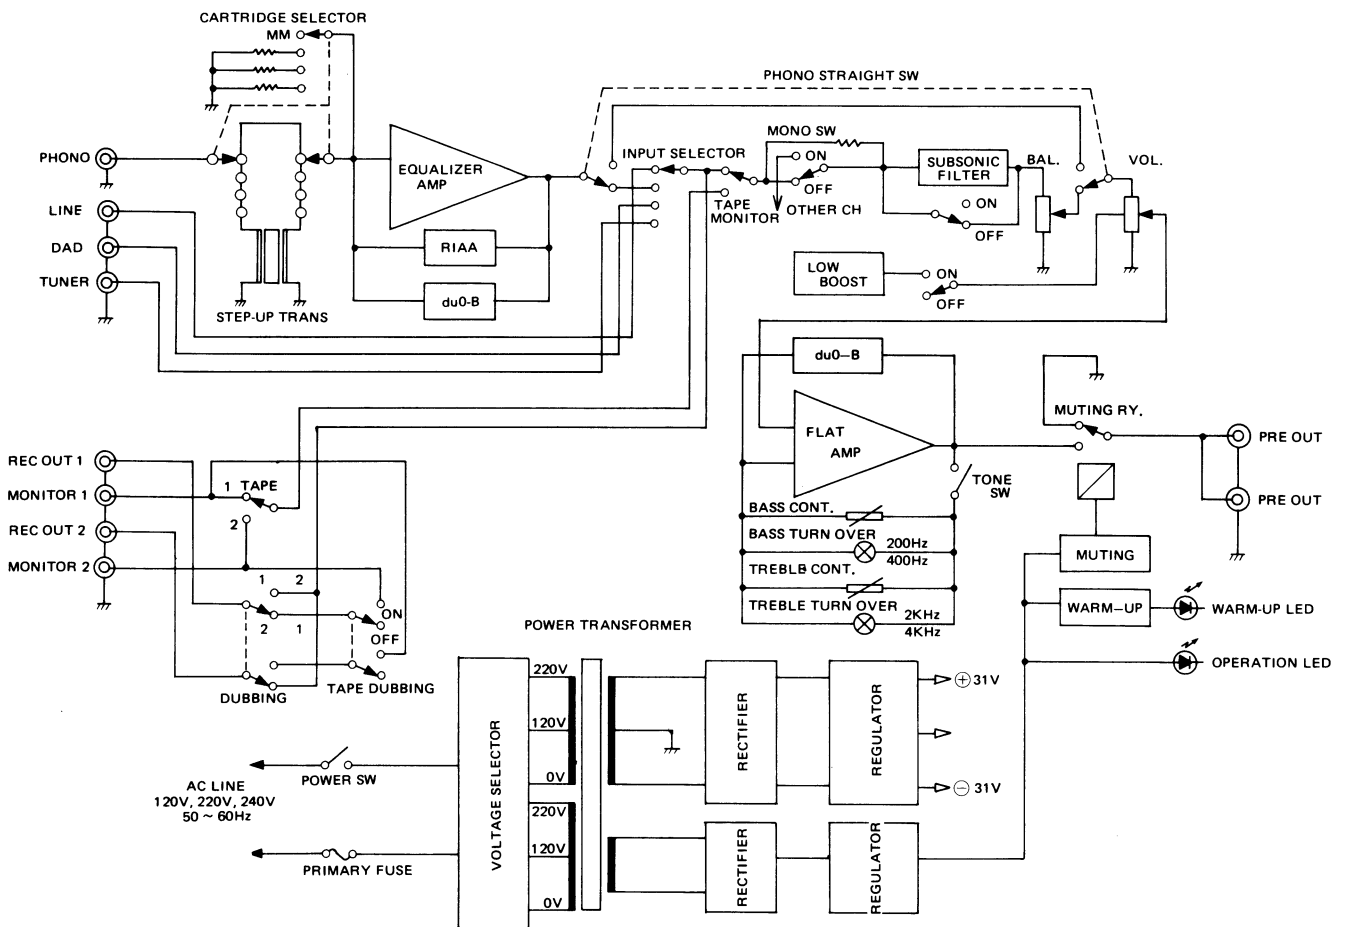 CARTRIDGE SELECTOR
MM
PHONO STRAIGHT SW
MONO SW
ON
PHONO
EQUALIZER
AMP
INPUT SELECTOR
SUBSONIC
FILTER
BAL.
VOL.
OFF
LINE
TAPE
MONITOR
OTHER CH
ON
OFF
DAD
RIAA
TUNER
LOW
BOOST
ON
OFF
du0-B
STEP-UP TRANS
du0-B
MUTING RY.
FLAT
AMP
PRE OUT
REC OUT 1
TONE
SW
1 TAPE
MONITOR 1
PRE OUT
BASS CONT.
2
REC OUT 2
BASS TURN OVER
200Hz
400Hz
MUTING
MONITOR 2
TREBLE CONT.
1 2
ON
TREBLE TURN OVER
2KHz
4KHz
WARM-UP
WARM-UP LED
2 1
OFF
POWER TRANSFORMER
OPERATION LED
DUBBING
TAPE DUBBING
220V
120V
0V
VOLTAGE SELECTOR
RECTIFIER
REGULATOR
+ 31V
− 31V
POWER SW
AC LINE
120V, 220V, 240V
50 ~ 60Hz
220V
120V
0V
RECTIFIER
REGULATOR
PRIMARY FUSE